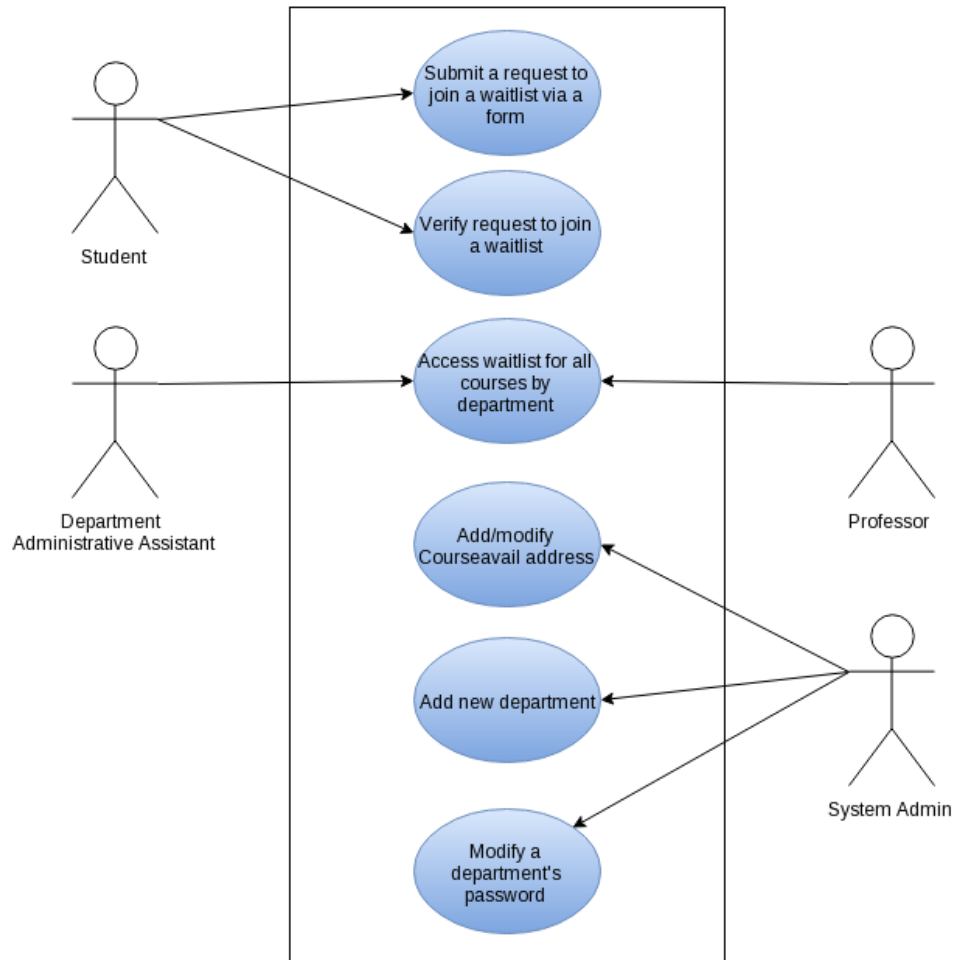 Submit a request to
join a waitlist via a
form
Verify request to join
a waitlist
Student
Access waitlist for all
courses by
department
Department
Administrative Assistant
Professor
Add/modify
Courseavail address
Add new department
System Admin
Modify a
department's
password